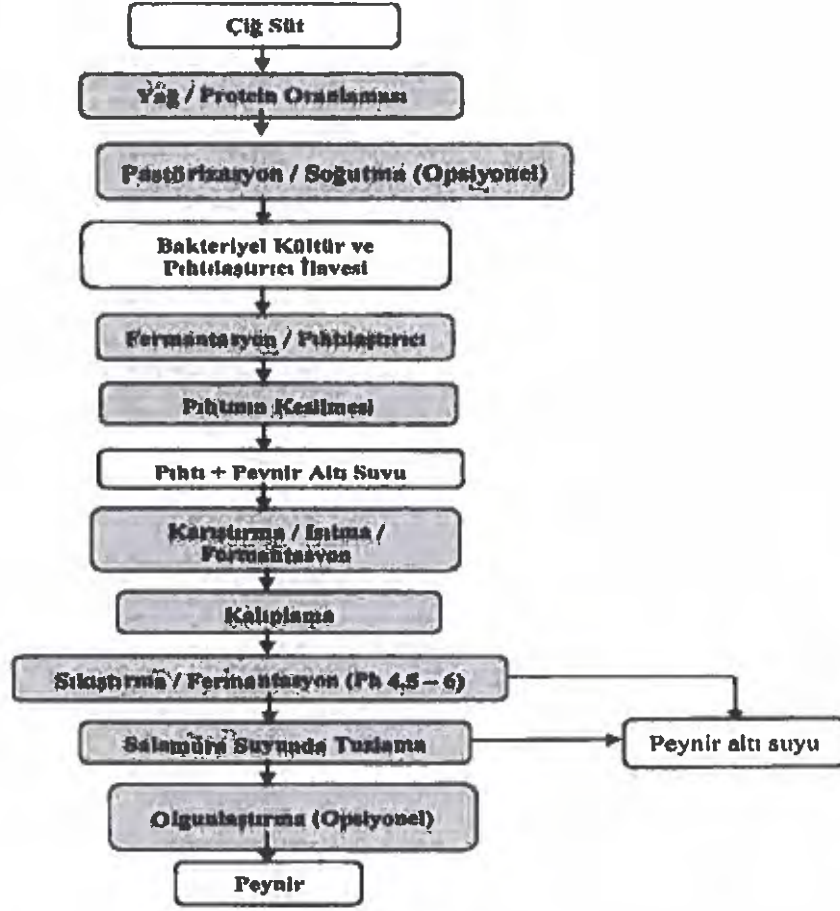 Çiğ Süt
Yağ / Protein Oranlaması
Pastörizasyon / Soğutma (Opsiyonel)
Bakteriyel Kültür ve
Pıhtılaştırıcı İlavesi
Fermantasyon / Pıhtılaştırıcı
Pıhtının Kesilmesi
Pıhtı + Peynir Altı Suyu
Karıştırma / Isıtma /
Formantasyon
Kalıplama
Sıkıştırma / Fermantasyon (Ph 4,5 – 6)
Salamura Suyunda Tuzlama
Peynir altı suyu
Olgunlaştırma (Opsiyonel)
Peynir